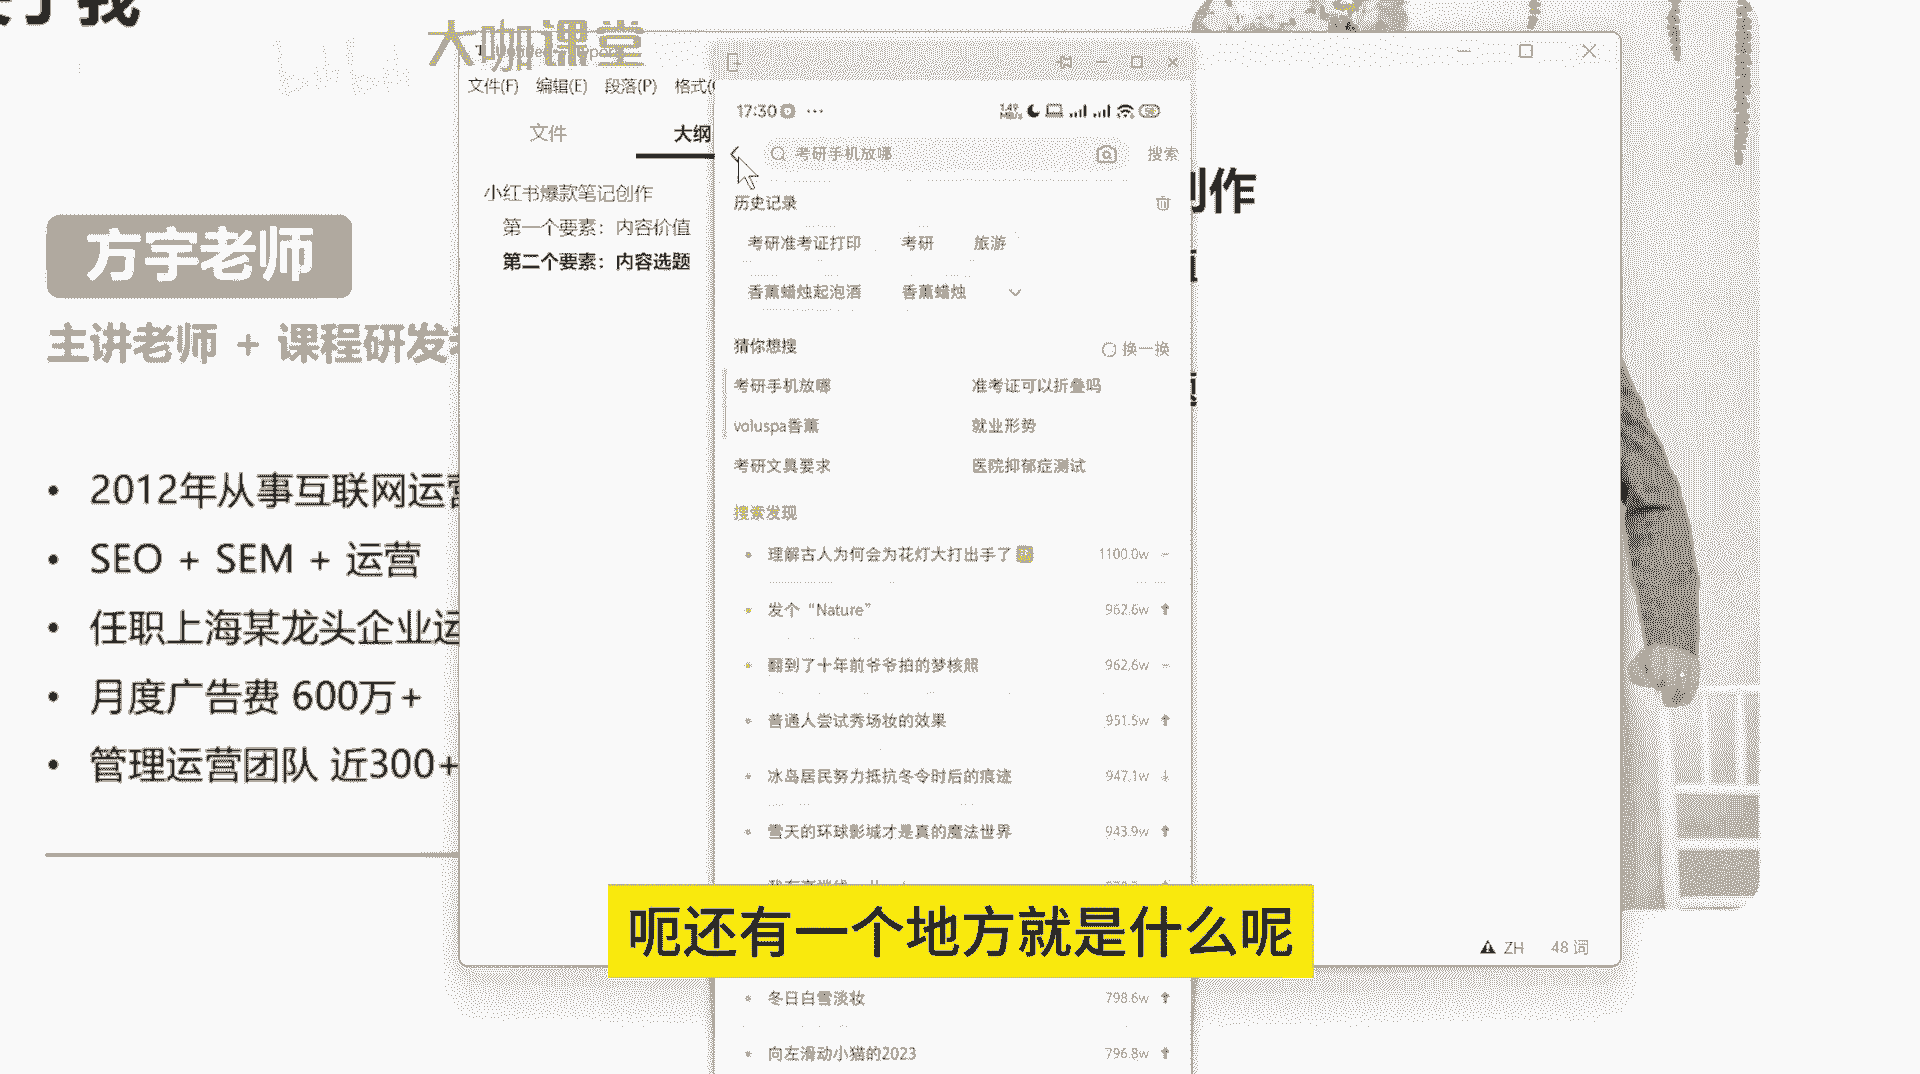 我
大咖课堂
文件(F) 编辑(E) 段落(P) 格式(
文件
大纲
小红书爆款笔记创作
第一个要素：内容价值
第二个要素：内容选题
方宇老师
主讲老师 + 课程研发
• 2012年从事互联网运营
• SEO + SEM + 运营
• 任职上海某龙头企业运
• 月度广告费 600万+
• 管理运营团队 近300+
17:30
考研手机放哪
搜索
历史记录
考研准考证打印 考研 旅游
香薰蜡烛起泡酒 香薰蜡烛
猜你想搜
换一换
考研手机放哪 准考证可以折叠吗
voluspa香薰 就业形势
考研文具要求 医院抑郁症测试
搜索发现
理解古人为何会为花灯大打出手了 1100.0w
发个“Nature” 962.6w
翻到了十年前爷爷拍的梦核照 962.6w
普通人尝试秀场妆的效果 951.5w
冰岛居民努力抵抗冬令时后的痕迹 947.1w
雪天的环球影城才是真的魔法世界 943.9w
冬日白雪淡妆 798.6w
向左滑动小猫的2023 796.8w
创作
ZH 48 词
呃还有一个地方就是什么呢